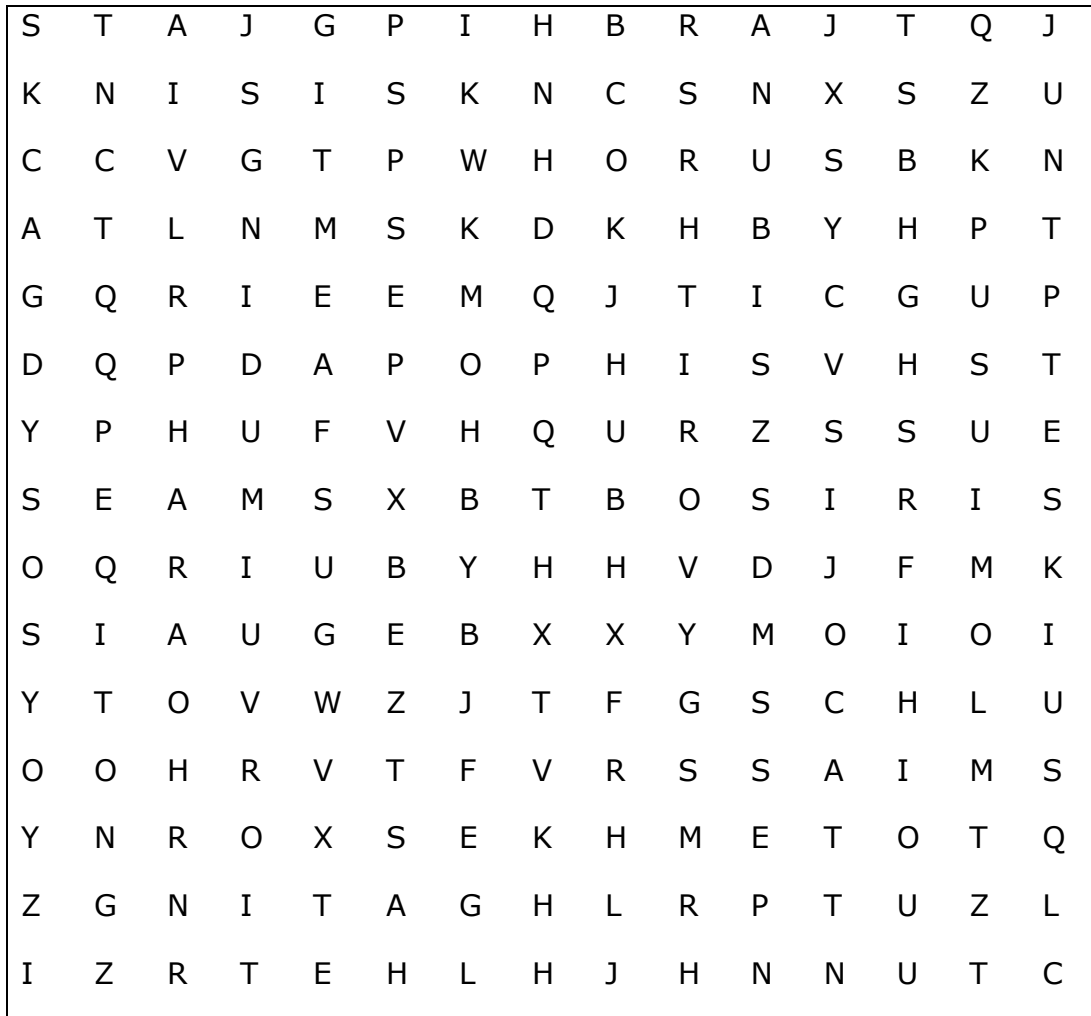 S T A J G P I H B R A J T Q J
K N I S I S K N C S N X S Z U
C C V G T P W H O R U S B K N
A T L N M S K D K H B Y H P T
G Q R I E E M Q J T I C G U P
D Q P D A P O P H I S V H S T
Y P H U F V H Q U R Z S S U E
S E A M S X B T B O S I R I S
O Q R I U B Y H H V D J F M K
S I A U G E B X X Y M O I O I
Y T O V W Z J T F G S C H L U
O O H R V T F V R S S A I M S
Y N R O X S E K H M E T O T Q
Z G N I T A G H L R P T U Z L
I Z R T E H L H J H N N U T C